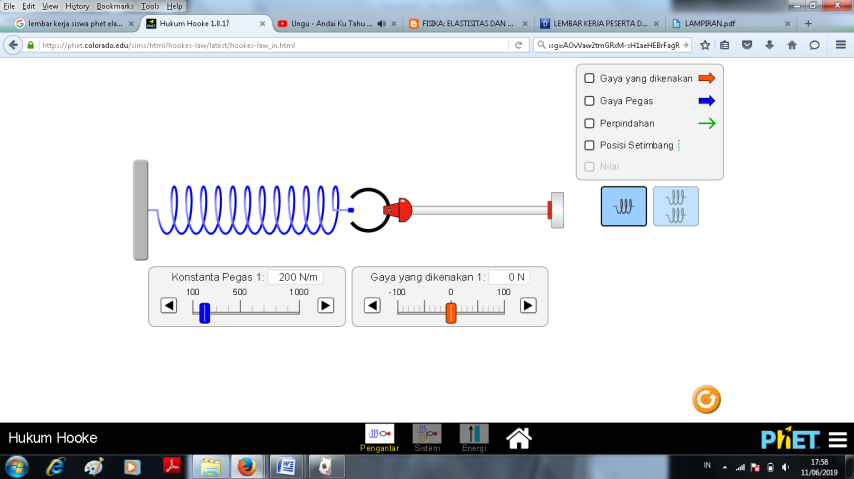 File Edit View History Bookmarks Tools Help
lembar kerja siswa phet ela... Hukum Hooke 1.0.17 Ungu - Andai Ku Tahu ... FISIKA: ELASTISITAS DAN ... LEMBAR KERJA PESERTA D... LAMPIRAN.pdf
https://phet.colorado.edu/sims/html/hookes-law/latest/hookes-law_in.html
Gaya yang dikenakan
Gaya Pegas
Perpindahan
Posisi Setimbang
Nilai
Konstanta Pegas 1: 200 N/m
100 500 1000
Gaya yang dikenakan 1: 0 N
-100 0 100
Hukum Hooke
Pengantar Sistem Energi
PhET
IN
17:58
11/06/2019